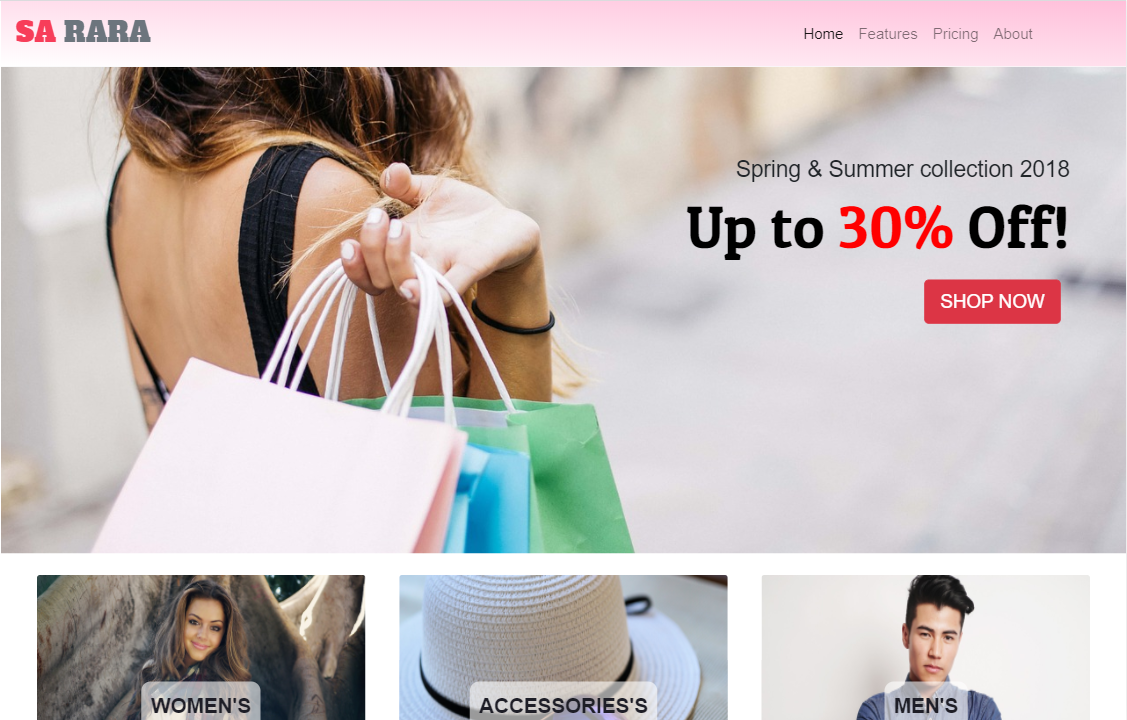 SA RARA
Home Features Pricing About
Spring & Summer collection 2018
Up to 30% Off!
SHOP NOW
WOMEN'S
ACCESSORIES'S
MEN'S